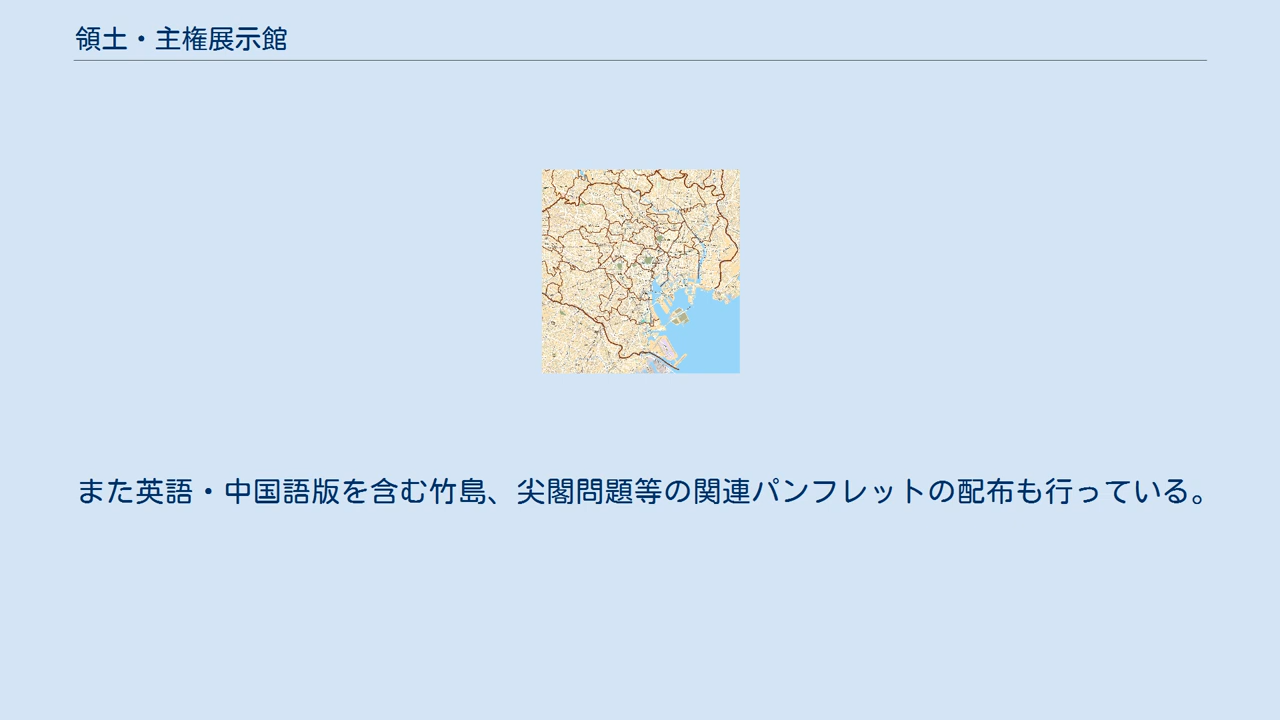 領土・主権展示館
また英語・中国語版を含む竹島、尖閣問題等の関連パンフレットの配布も行っている。